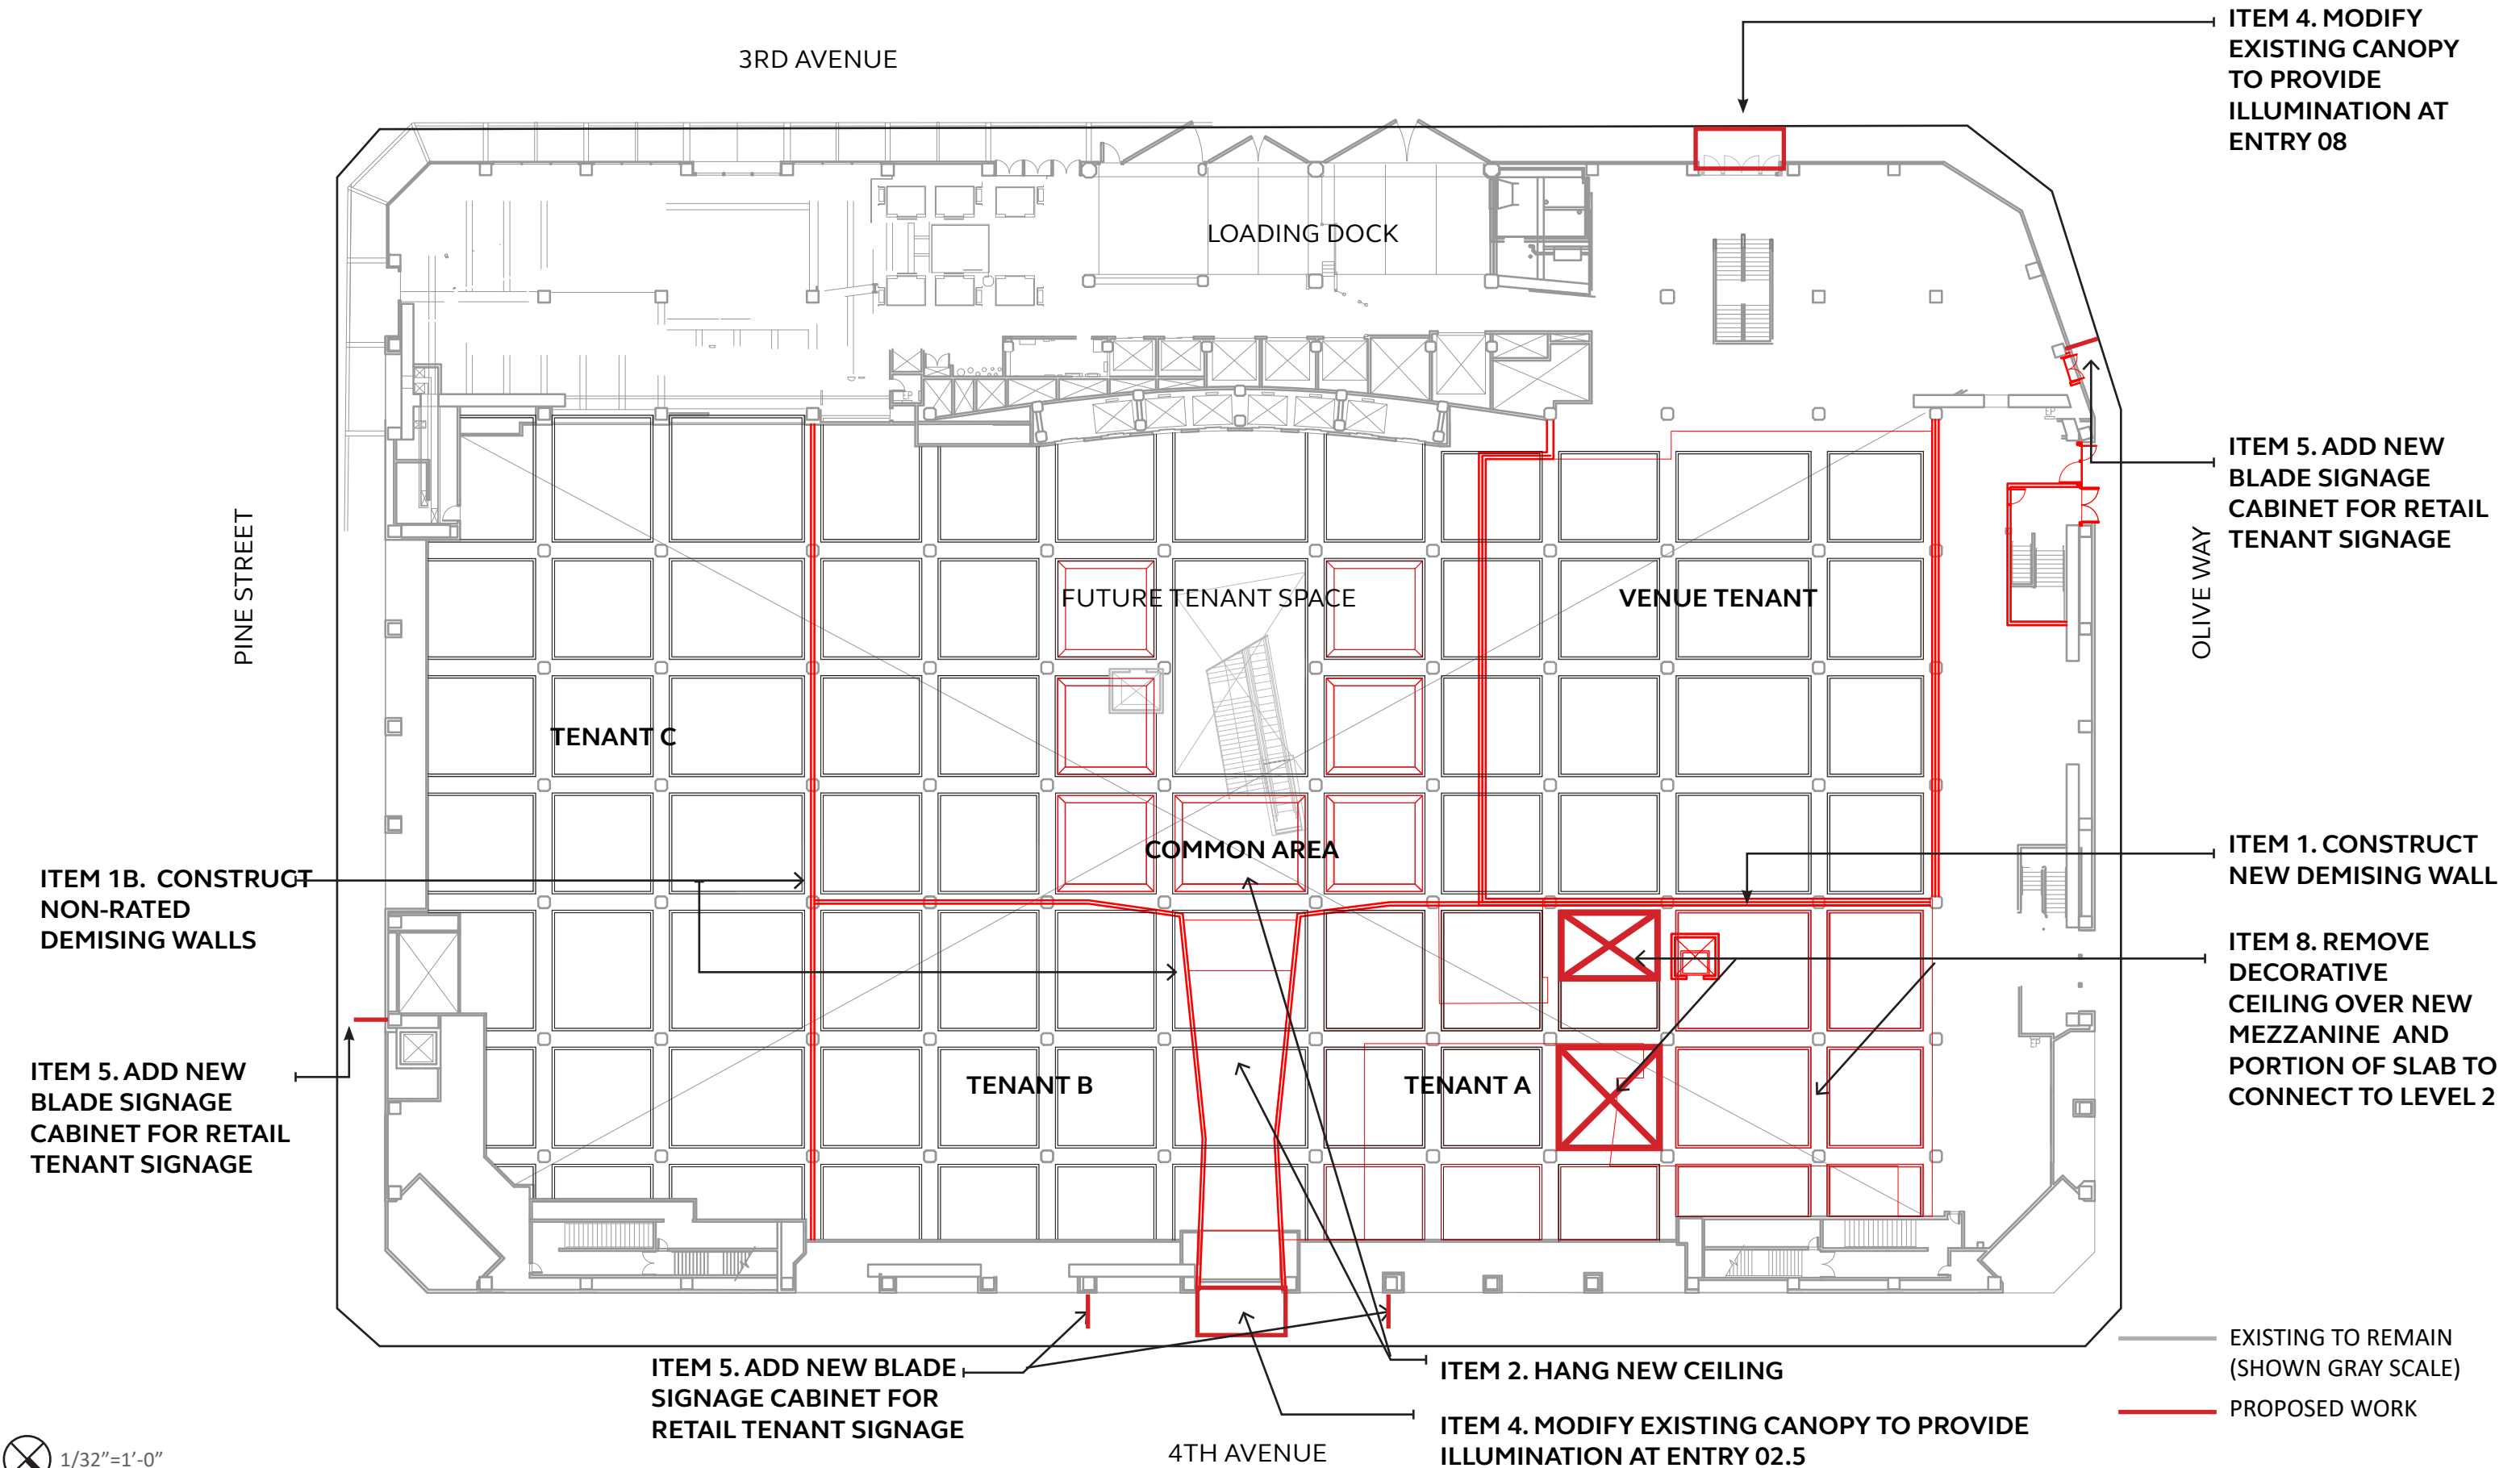 3RD AVENUE
ITEM 4. MODIFY
EXISTING CANOPY
TO PROVIDE
ILLUMINATION AT
ENTRY 08
LOADING DOCK
ITEM 5. ADD NEW
BLADE SIGNAGE
CABINET FOR RETAIL
TENANT SIGNAGE
PINE STREET
OLIVE WAY
FUTURE TENANT SPACE
VENUE TENANT
TENANT C
COMMON AREA
ITEM 1B. CONSTRUCT
NON-RATED
DEMISING WALLS
ITEM 1. CONSTRUCT
NEW DEMISING WALL
ITEM 8. REMOVE
DECORATIVE
CEILING OVER NEW
MEZZANINE AND
PORTION OF SLAB TO
CONNECT TO LEVEL 2
ITEM 5. ADD NEW
BLADE SIGNAGE
CABINET FOR RETAIL
TENANT SIGNAGE
TENANT B
TENANT A
ITEM 5. ADD NEW BLADE
SIGNAGE CABINET FOR
RETAIL TENANT SIGNAGE
ITEM 2. HANG NEW CEILING
ITEM 4. MODIFY EXISTING CANOPY TO PROVIDE
ILLUMINATION AT ENTRY 02.5
4TH AVENUE
EXISTING TO REMAIN
(SHOWN GRAY SCALE)
PROPOSED WORK
1/32”=1’-0”